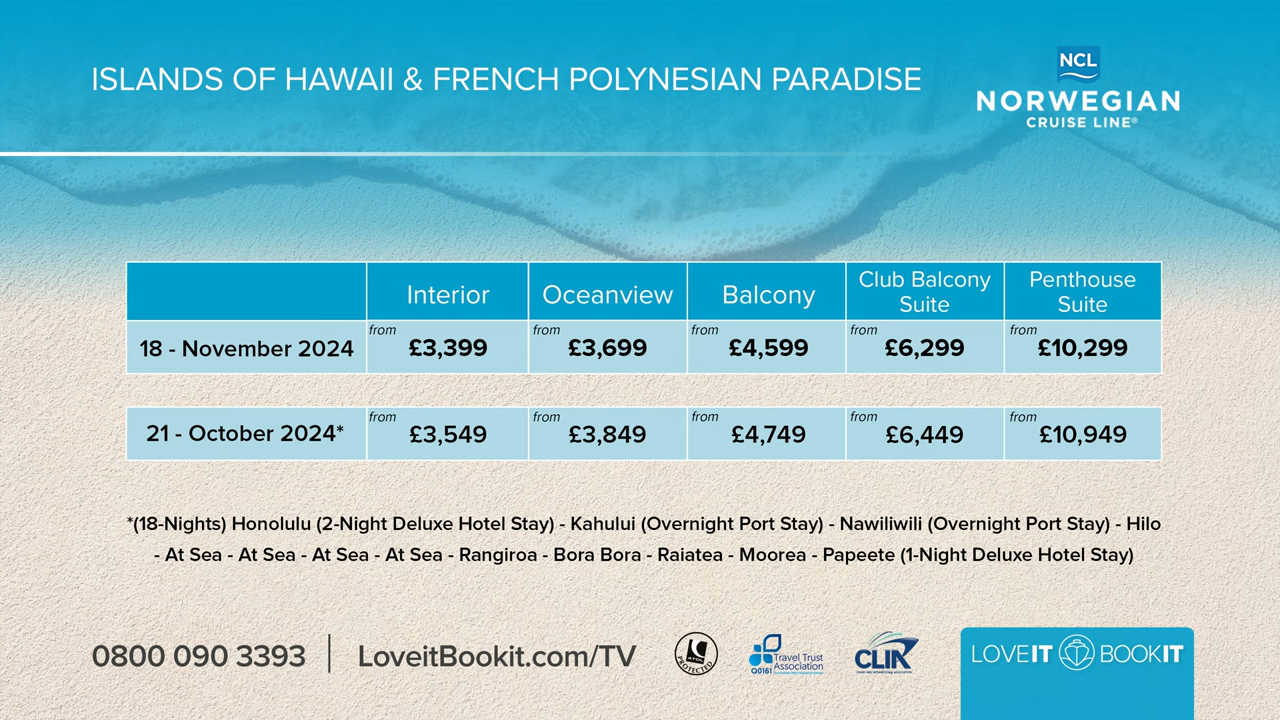 ISLANDS OF HAWAII & FRENCH POLYNESIAN PARADISE
NCL
NORWEGIAN
CRUISE LINE®
Interior Oceanview Balcony Club Balcony Suite Penthouse Suite
18 - November 2024 from £3,399 from £3,699 from £4,599 from £6,299 from £10,299
21 - October 2024* from £3,549 from £3,849 from £4,749 from £6,449 from £10,949
*(18-Nights) Honolulu (2-Night Deluxe Hotel Stay) - Kahului (Overnight Port Stay) - Nawiliwili (Overnight Port Stay) - Hilo
- At Sea - At Sea - At Sea - At Sea - Rangiroa - Bora Bora - Raiatea - Moorea - Papeete (1-Night Deluxe Hotel Stay)
0800 090 3393 LoveitBookit.com/TV
ATOL PROTECTED
Travel Trust
Association
Q0161
CLIA
LOVEIT BOOKIT